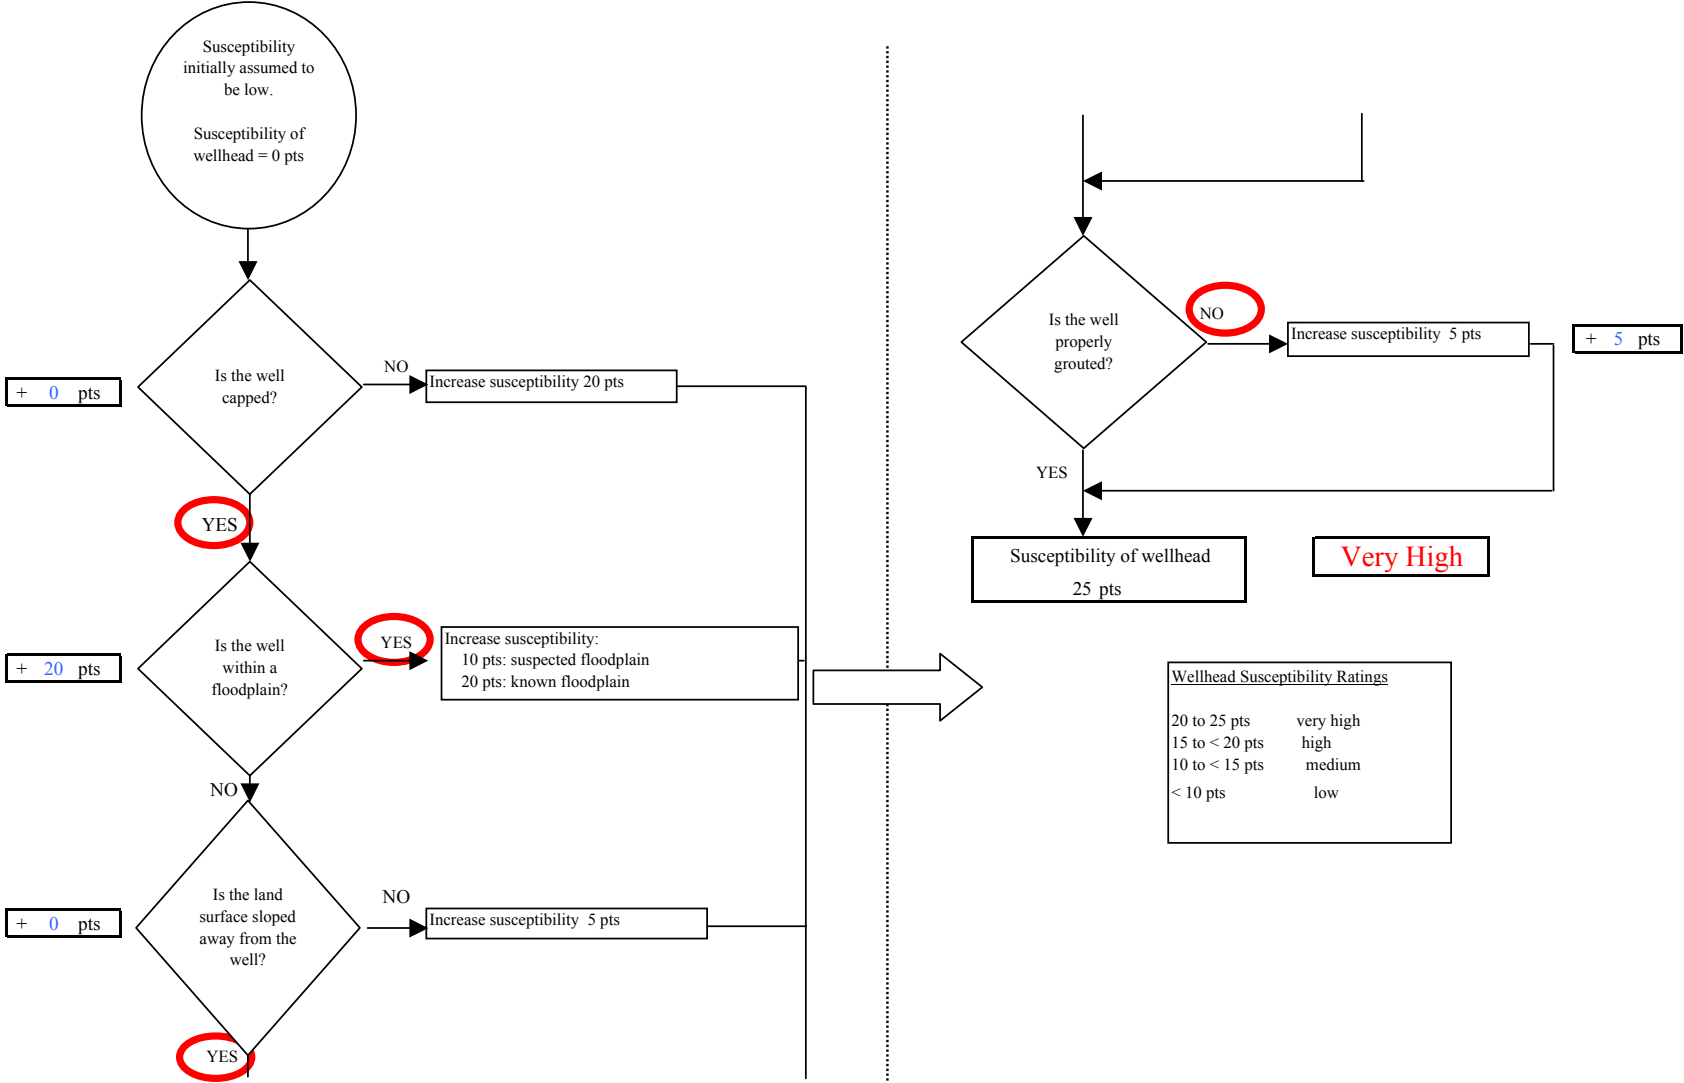 Susceptibility
initially assumed to
be low.
Susceptibility of
wellhead = 0 pts
+ 0 pts
Is the well
capped?
NO
Increase susceptibility 20 pts
YES
+ 20 pts
Is the well
within a
floodplain?
YES
Increase susceptibility:
10 pts: suspected floodplain
20 pts: known floodplain
NO
+ 0 pts
Is the land
surface sloped
away from the
well?
NO
Increase susceptibility 5 pts
YES
Is the well
properly
grouted?
NO
Increase susceptibility 5 pts
+ 5 pts
YES
Susceptibility of wellhead
25 pts
Very High
Wellhead Susceptibility Ratings
20 to 25 pts very high
15 to < 20 pts high
10 to < 15 pts medium
< 10 pts low